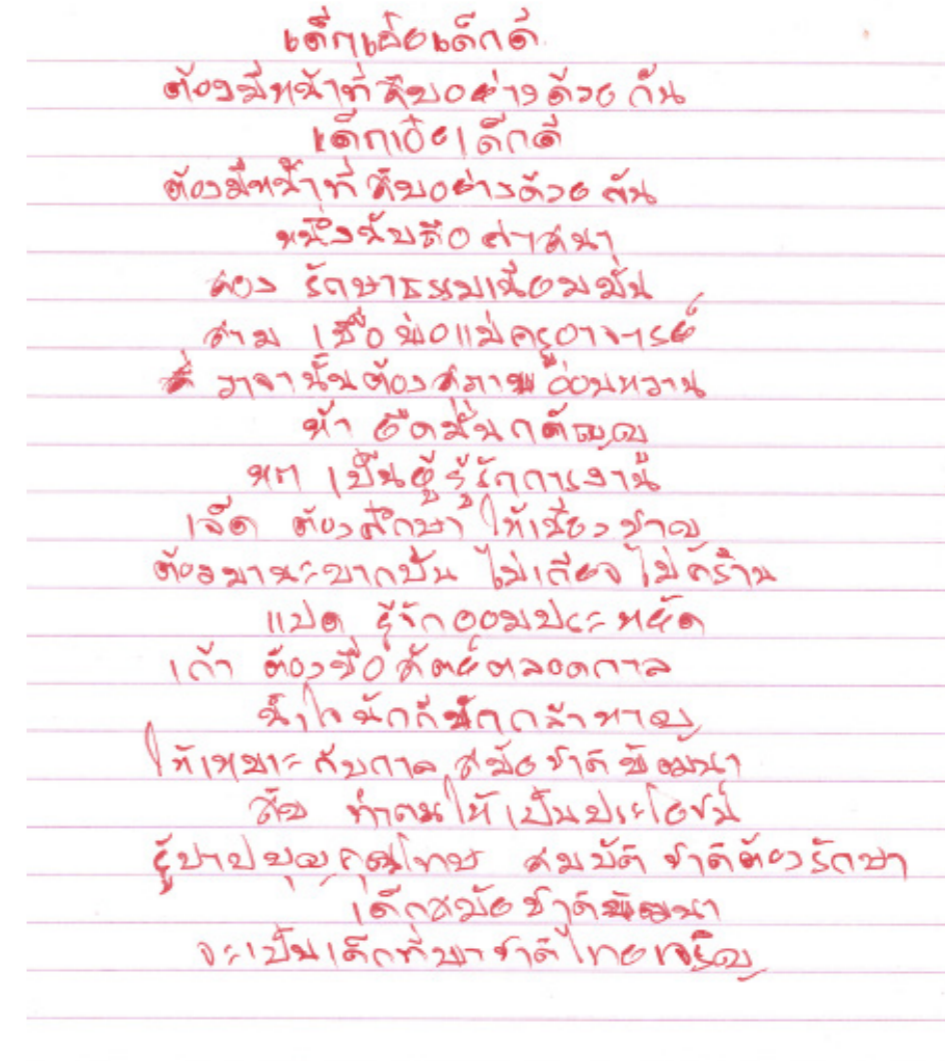 เด็กเอ๋ยเด็กดี
ต้องมีหน้าที่สิบอย่างด้วยกัน
เด็กเอ๋ยเด็กดี
ต้องมีหน้าที่สิบอย่างด้วยกัน
หนึ่งนับถือศาสนา
สอง รักษาธรรมเนียมมั่น
สาม เชื่อพ่อแม่ครูอาจารย์
สี่ วาจานั้นต้องสุภาพอ่อนหวาน
ห้า ยึดมั่นกตัญญู
หก เป็นผู้รู้รักการงาน
เจ็ด ต้องศึกษาให้เชี่ยวชาญ
ต้องมานะบากบั่น ไม่เกียจไม่คร้าน
แปด รู้จักออมประหยัด
เก้า ต้องซื่อสัตย์ตลอดกาล
น้ำใจนักกีฬากล้าหาญ
ให้เหมาะกับกาล สมัยชาติพัฒนา
สิบ ทำตนให้เป็นประโยชน์
รู้บาปบุญคุณโทษ สมบัติชาติต้องรักษา
เด็กสมัยชาติพัฒนา
จะเป็นเด็กที่พาชาติไทยเจริญ